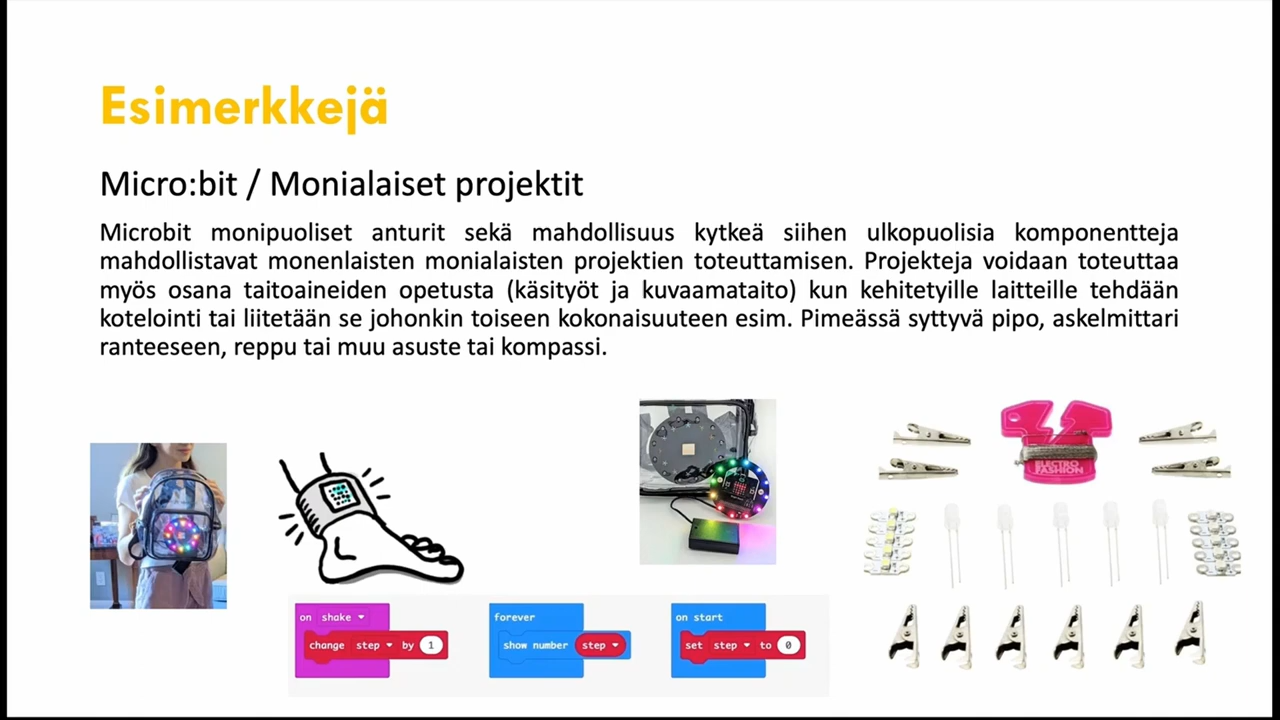 Esimerkkejä
Micro:bit / Monialaiset projektit
Microbit monipuoliset anturit sekä mahdollisuus kytkeä siihen ulkopuolisia komponentteja
mahdollistavat monenlaisten monialaisten projektien toteuttamisen. Projekteja voidaan toteuttaa
myös osana taitoaineiden opetusta (käsityöt ja kuvaamataito) kun kehitetyille laitteille tehdään
kotelointi tai liitetään se johonkin toiseen kokonaisuuteen esim. Pimeässä syttyvä pipo, askelmittari
ranteeseen, reppu tai muu asuste tai kompassi.
ELECTRO
FASHION
on shake
change step by 1
forever
show number step
on start
set step to 0